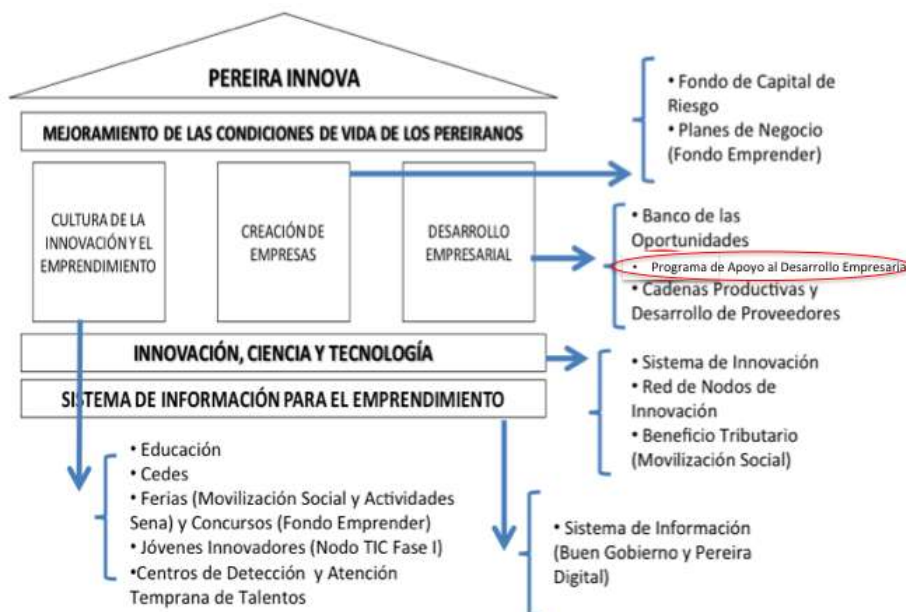 PEREIRA INNOVA
MEJORAMIENTO DE LAS CONDICIONES DE VIDA DE LOS PEREIRANOS
CULTURA DE LA
INNOVACIÓN Y EL
EMPRENDIMIENTO
CREACIÓN DE
EMPRESAS
DESARROLLO
EMPRESARIAL
INNOVACIÓN, CIENCIA Y TECNOLOGÍA
SISTEMA DE INFORMACIÓN PARA EL EMPRENDIMIENTO
• Fondo de Capital de
Riesgo
• Planes de Negocio
(Fondo Emprender)
• Banco de las
Oportunidades
• Programa de Apoyo al Desarrollo Empresaria
• Cadenas Productivas y
Desarrollo de Proveedores
• Sistema de Innovación
• Red de Nodos de
Innovación
• Beneficio Tributario
(Movilización Social)
• Educación
• Cedes
• Ferias (Movilización Social y Actividades
Sena) y Concursos (Fondo Emprender)
• Jóvenes Innovadores (Nodo TIC Fase I)
•Centros de Detección y Atención
Temprana de Talentos
• Sistema de Información
(Buen Gobierno y Pereira
Digital)